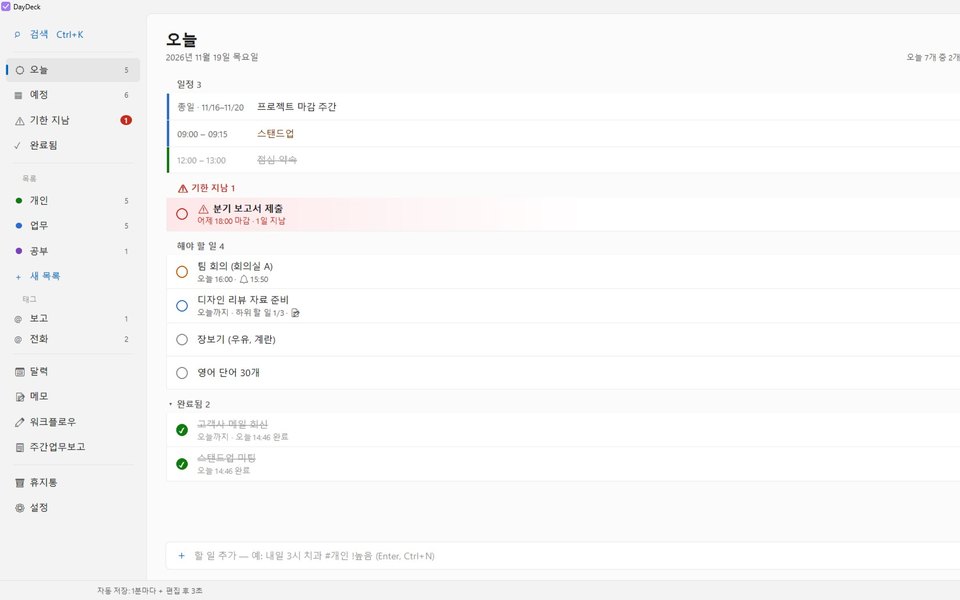 DayDeck
검색 Ctrl+K
오늘 5
예정 6
기한 지남 1
완료됨
목록
개인 5
업무 5
공부 1
+ 새 목록
태그
@ 보고 1
@ 전화 2
달력
메모
워크플로우
주간업무보고
휴지통
설정
오늘
2026년 11월 19일 목요일
오늘 7개 중 2개
일정 3
종일 · 11/16–11/20 프로젝트 마감 주간
09:00 – 09:15 스탠드업
12:00 – 13:00 점심 약속
기한 지남 1
분기 보고서 제출
어제 18:00 마감 · 1일 지남
해야 할 일 4
팀 회의 (회의실 A)
오늘 16:00 · 15:50
디자인 리뷰 자료 준비
오늘까지 · 하위 할 일 1/3 ·
장보기 (우유, 계란)
영어 단어 30개
완료됨 2
고객사 메일 회신
오늘까지 · 오늘 14:46 완료
스탠드업 미팅
오늘 14:46 완료
+ 할 일 추가 — 예: 내일 3시 치과 #개인 !높음 (Enter, Ctrl+N)
자동 저장: 1분마다 + 편집 후 3초